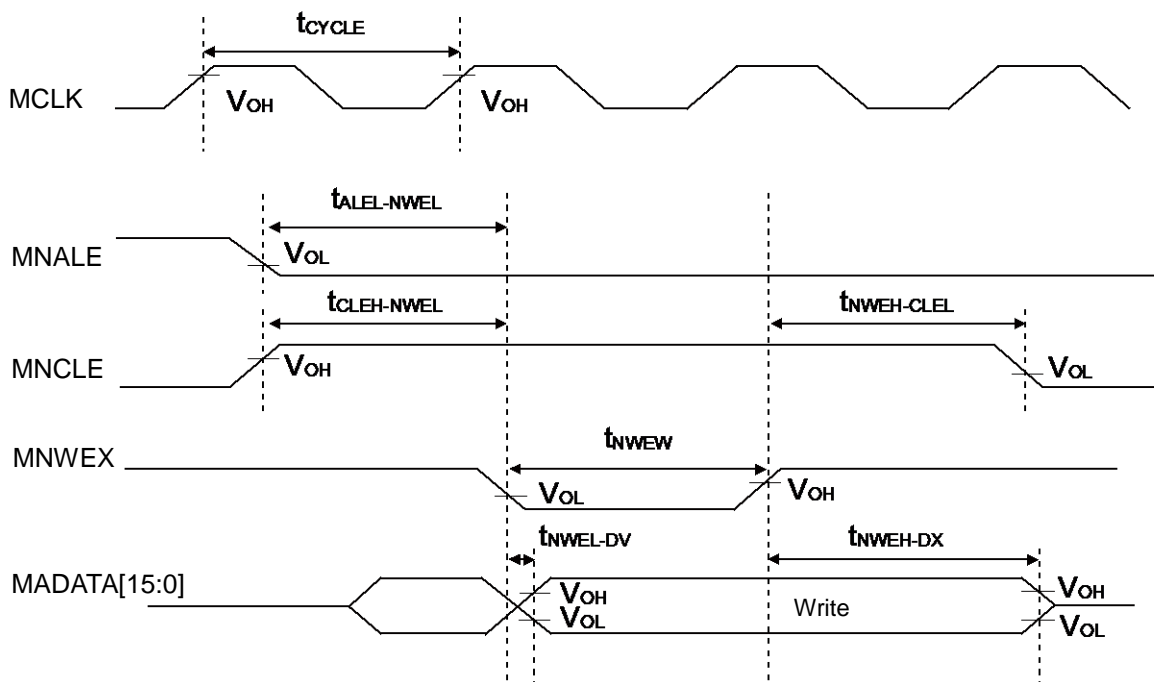 tCYCLE
MCLK
VOH
VOH
tALEL-NWEL
MNALE
VOL
tCLEH-NWEL
tNWEH-CLEL
MNCLE
VOH
VOL
tNWEW
MNWEX
VOL
VOH
tNWEL-DV
tNWEH-DX
MADATA[15:0]
VOH
VOH
Write
VOL
VOL